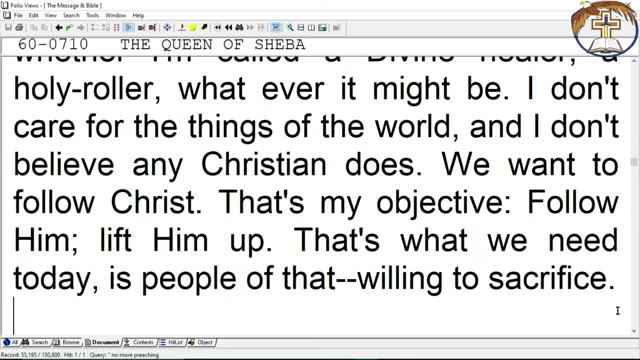 Folio Views - [The Message & Bible]
File Edit View Search Tools Window Help
60-0710 THE QUEEN OF SHEBA
whether I'm called a Divine healer, a
holy-roller, what ever it might be. I don't
care for the things of the world, and I don't
believe any Christian does. We want to
follow Christ. That's my objective: Follow
Him; lift Him up. That's what we need
today, is people of that--willing to sacrifice.
All Search Browse Document Contents HitList Object
Record: 55,195 / 150,800 Hit: 1 / 1 Query: " no more preaching